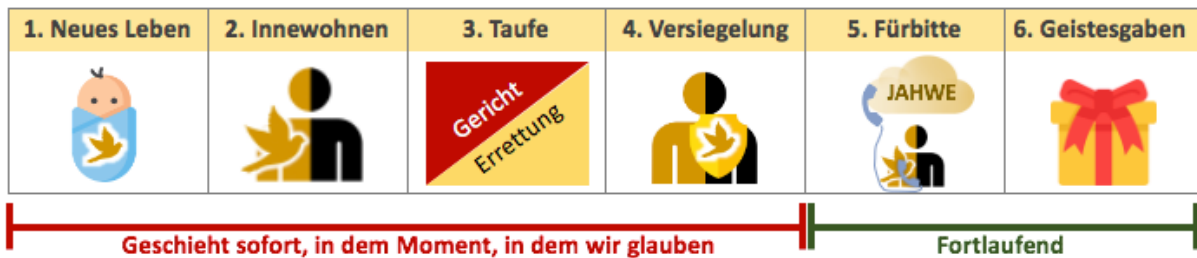 1. Neues Leben
2. Innewohnen
3. Taufe
4. Versiegelung
5. Fürbitte
6. Geistesgaben
Gericht
Errettung
JAHWE
Geschieht sofort, in dem Moment, in dem wir glauben
Fortlaufend